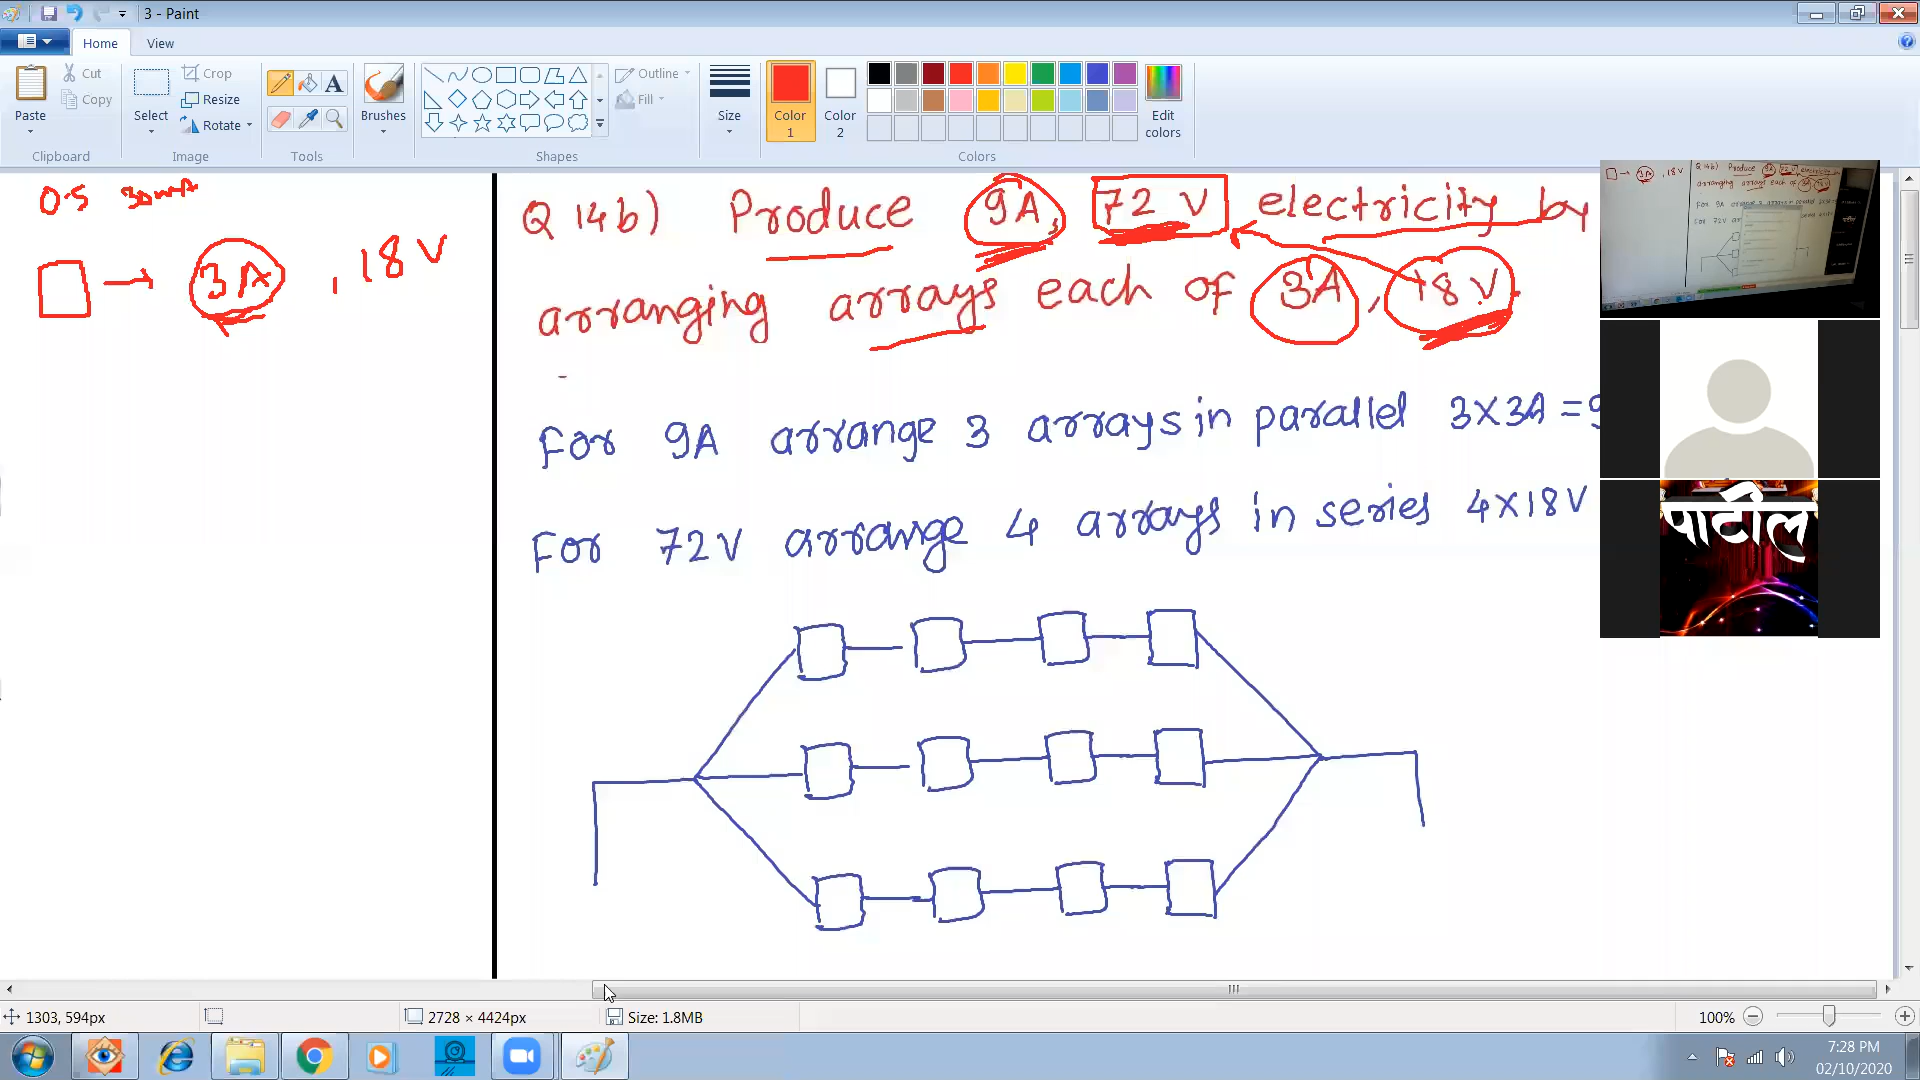 3 - Paint
Home
View
Paste
Cut
Copy
Clipboard
Select
Crop
Resize
Rotate
Image
Tools
Brushes
Shapes
Outline
Fill
Size
Color 1
Color 2
Edit colors
Colors
0.5
3A , 18V
Q 14b) Produce 9A, 72 V electricity by
arranging arrays each of 3A, 18 V
For 9A arrange 3 arrays in parallel 3X3A =9
For 72V arrange 4 arrays in series 4X18V
पाटील
1303, 594px
2728 × 4424px
Size: 1.8MB
100%
7:28 PM
02/10/2020